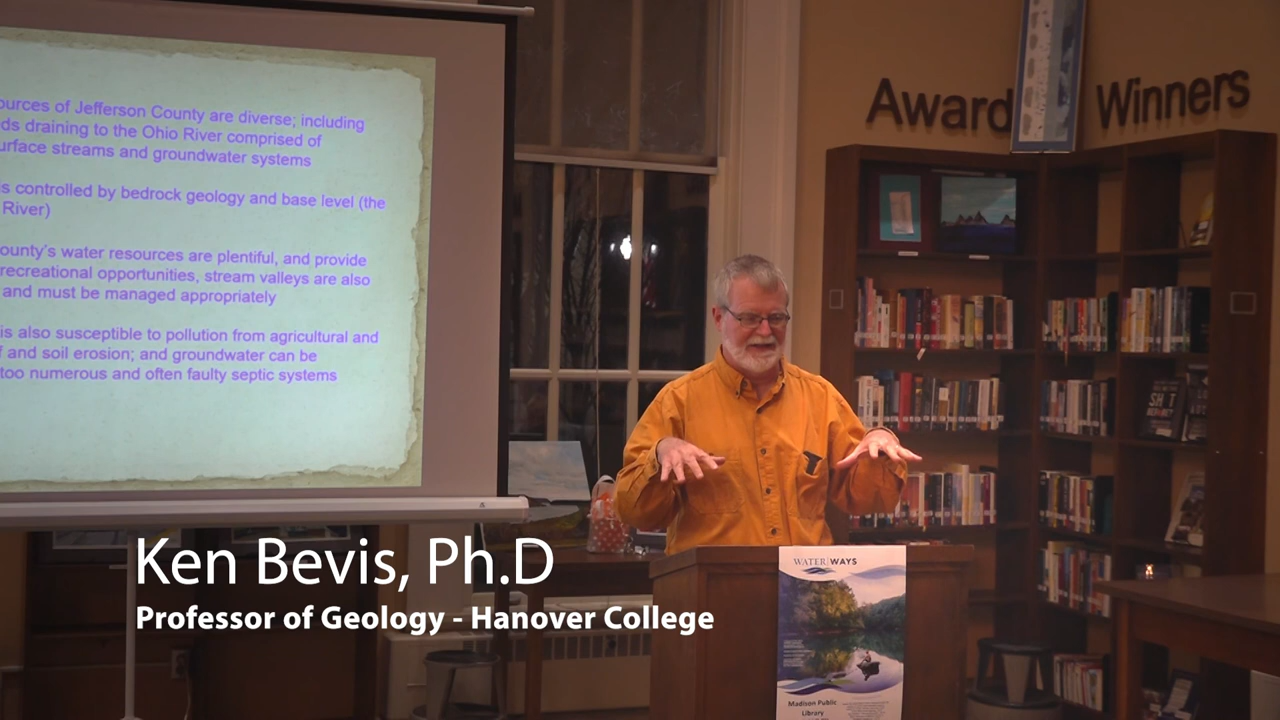 ources of Jefferson County are diverse; including
ds draining to the Ohio River comprised of
urface streams and groundwater systems
is controlled by bedrock geology and base level (the
River)
ounty's water resources are plentiful, and provide
recreational opportunities, stream valleys are also
and must be managed appropriately
is also susceptible to pollution from agricultural and
f and soil erosion; and groundwater can be
too numerous and often faulty septic systems
Award Winners
WATER|WAYS
Madison Public
Library
Ken Bevis, Ph.D
Professor of Geology - Hanover College